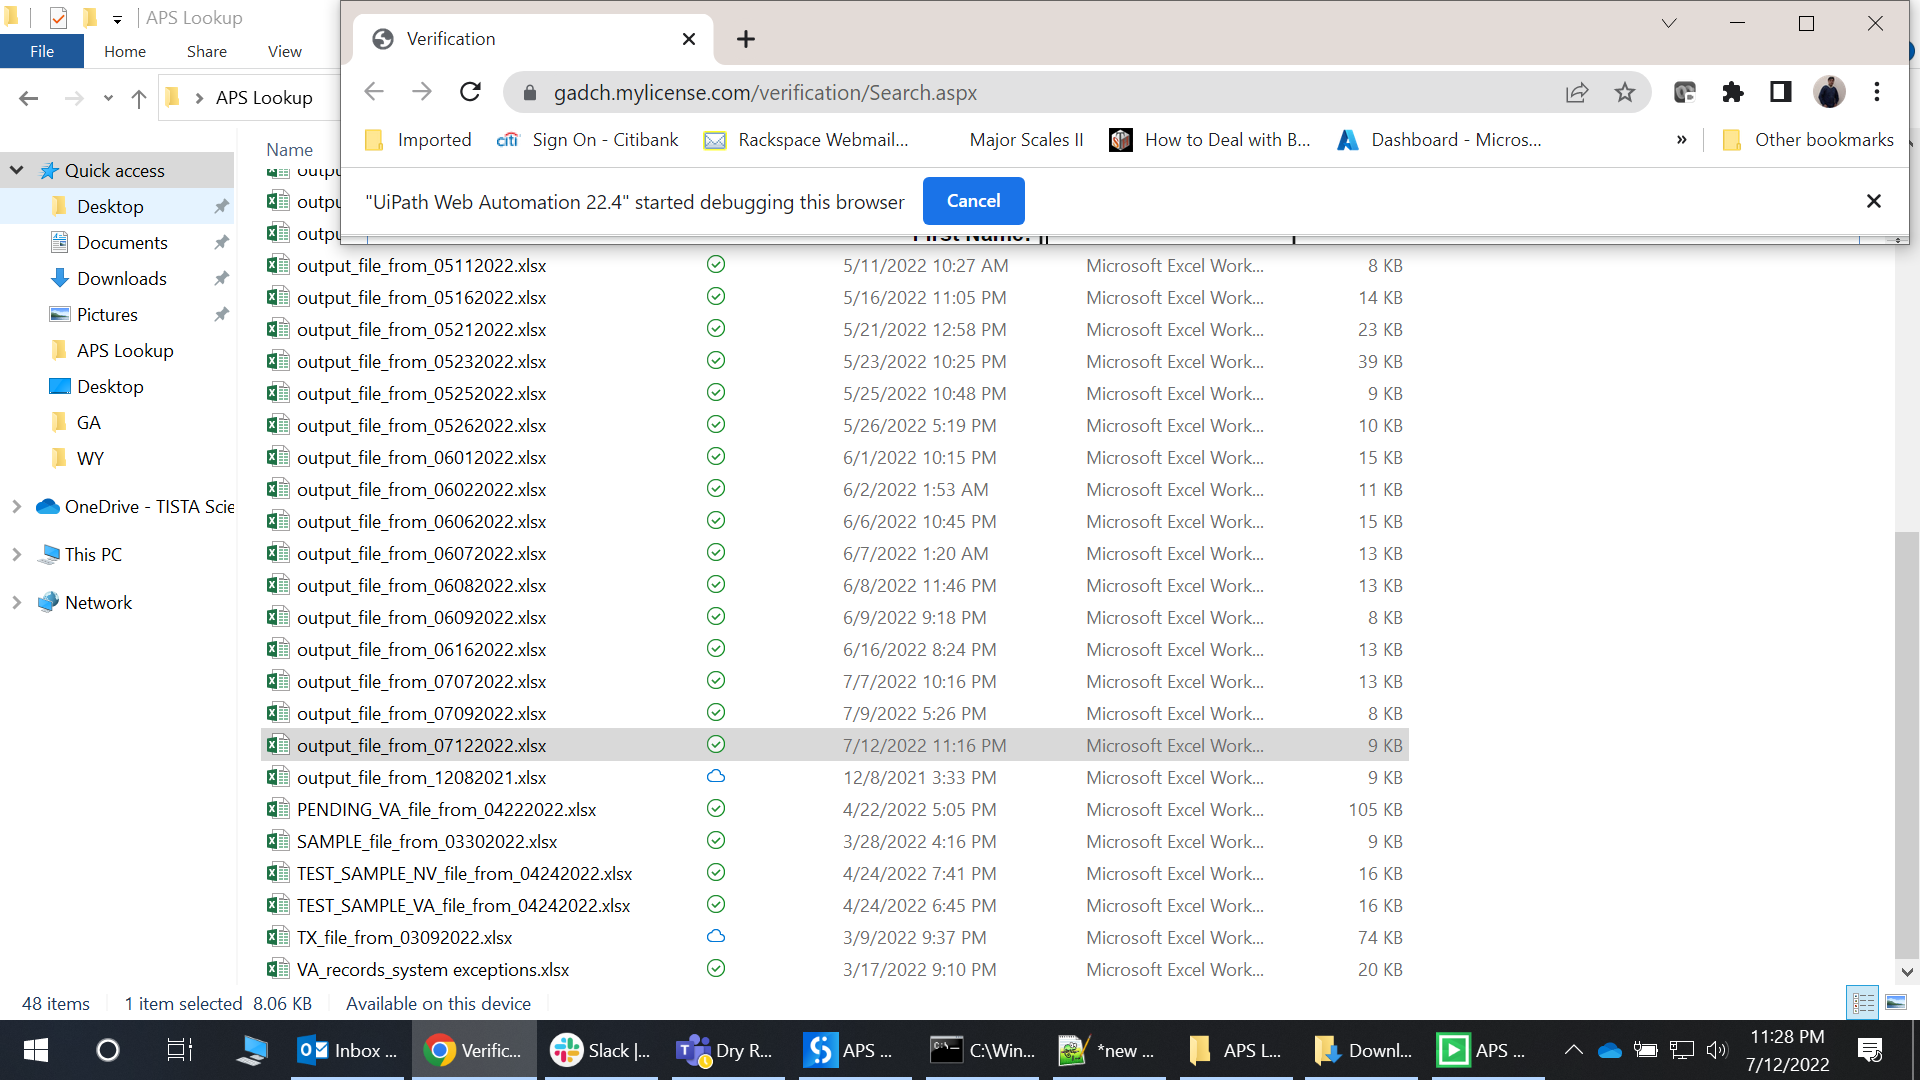 APS Lookup
File
Home
Share
View
APS Lookup
Verification
gadch.mylicense.com/verification/Search.aspx
Imported
Sign On - Citibank
Rackspace Webmail...
Major Scales II
How to Deal with B...
Dashboard - Micros...
»
Other bookmarks
"UiPath Web Automation 22.4" started debugging this browser
Cancel
First Name:
Quick access
Desktop
Documents
Downloads
Pictures
APS Lookup
Desktop
GA
WY
OneDrive - TISTA Scie
This PC
Network
Name
outpu
outpu
outpu
output_file_from_05112022.xlsx 5/11/2022 10:27 AM Microsoft Excel Work... 8 KB
output_file_from_05162022.xlsx 5/16/2022 11:05 PM Microsoft Excel Work... 14 KB
output_file_from_05212022.xlsx 5/21/2022 12:58 PM Microsoft Excel Work... 23 KB
output_file_from_05232022.xlsx 5/23/2022 10:25 PM Microsoft Excel Work... 39 KB
output_file_from_05252022.xlsx 5/25/2022 10:48 PM Microsoft Excel Work... 9 KB
output_file_from_05262022.xlsx 5/26/2022 5:19 PM Microsoft Excel Work... 10 KB
output_file_from_06012022.xlsx 6/1/2022 10:15 PM Microsoft Excel Work... 15 KB
output_file_from_06022022.xlsx 6/2/2022 1:53 AM Microsoft Excel Work... 11 KB
output_file_from_06062022.xlsx 6/6/2022 10:45 PM Microsoft Excel Work... 15 KB
output_file_from_06072022.xlsx 6/7/2022 1:20 AM Microsoft Excel Work... 13 KB
output_file_from_06082022.xlsx 6/8/2022 11:46 PM Microsoft Excel Work... 13 KB
output_file_from_06092022.xlsx 6/9/2022 9:18 PM Microsoft Excel Work... 8 KB
output_file_from_06162022.xlsx 6/16/2022 8:24 PM Microsoft Excel Work... 13 KB
output_file_from_07072022.xlsx 7/7/2022 10:16 PM Microsoft Excel Work... 13 KB
output_file_from_07092022.xlsx 7/9/2022 5:26 PM Microsoft Excel Work... 8 KB
output_file_from_07122022.xlsx 7/12/2022 11:16 PM Microsoft Excel Work... 9 KB
output_file_from_12082021.xlsx 12/8/2021 3:33 PM Microsoft Excel Work... 9 KB
PENDING_VA_file_from_04222022.xlsx 4/22/2022 5:05 PM Microsoft Excel Work... 105 KB
SAMPLE_file_from_03302022.xlsx 3/28/2022 4:16 PM Microsoft Excel Work... 9 KB
TEST_SAMPLE_NV_file_from_04242022.xlsx 4/24/2022 7:41 PM Microsoft Excel Work... 16 KB
TEST_SAMPLE_VA_file_from_04242022.xlsx 4/24/2022 6:45 PM Microsoft Excel Work... 16 KB
TX_file_from_03092022.xlsx 3/9/2022 9:37 PM Microsoft Excel Work... 74 KB
VA_records_system exceptions.xlsx 3/17/2022 9:10 PM Microsoft Excel Work... 20 KB
48 items 1 item selected 8.06 KB Available on this device
Inbox ...
Verific...
Slack |...
Dry R...
APS ...
C:\Win...
*new ...
APS L...
Downl...
APS ...
11:28 PM
7/12/2022